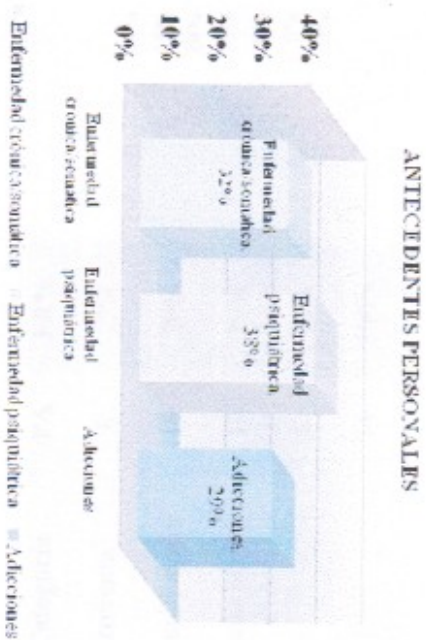 ANTECEDENTES PERSONALES
40%
30%
20%
10%
0%
Enfermedad
crónica/somática
32%
Enfermedad
psiquiátrica
38%
Adicciones
29%
Enfermedad
crónica/somática
Enfermedad
psiquiátrica
Adicciones
Enfermedad crónica/somática Enfermedad psiquiátrica Adicciones